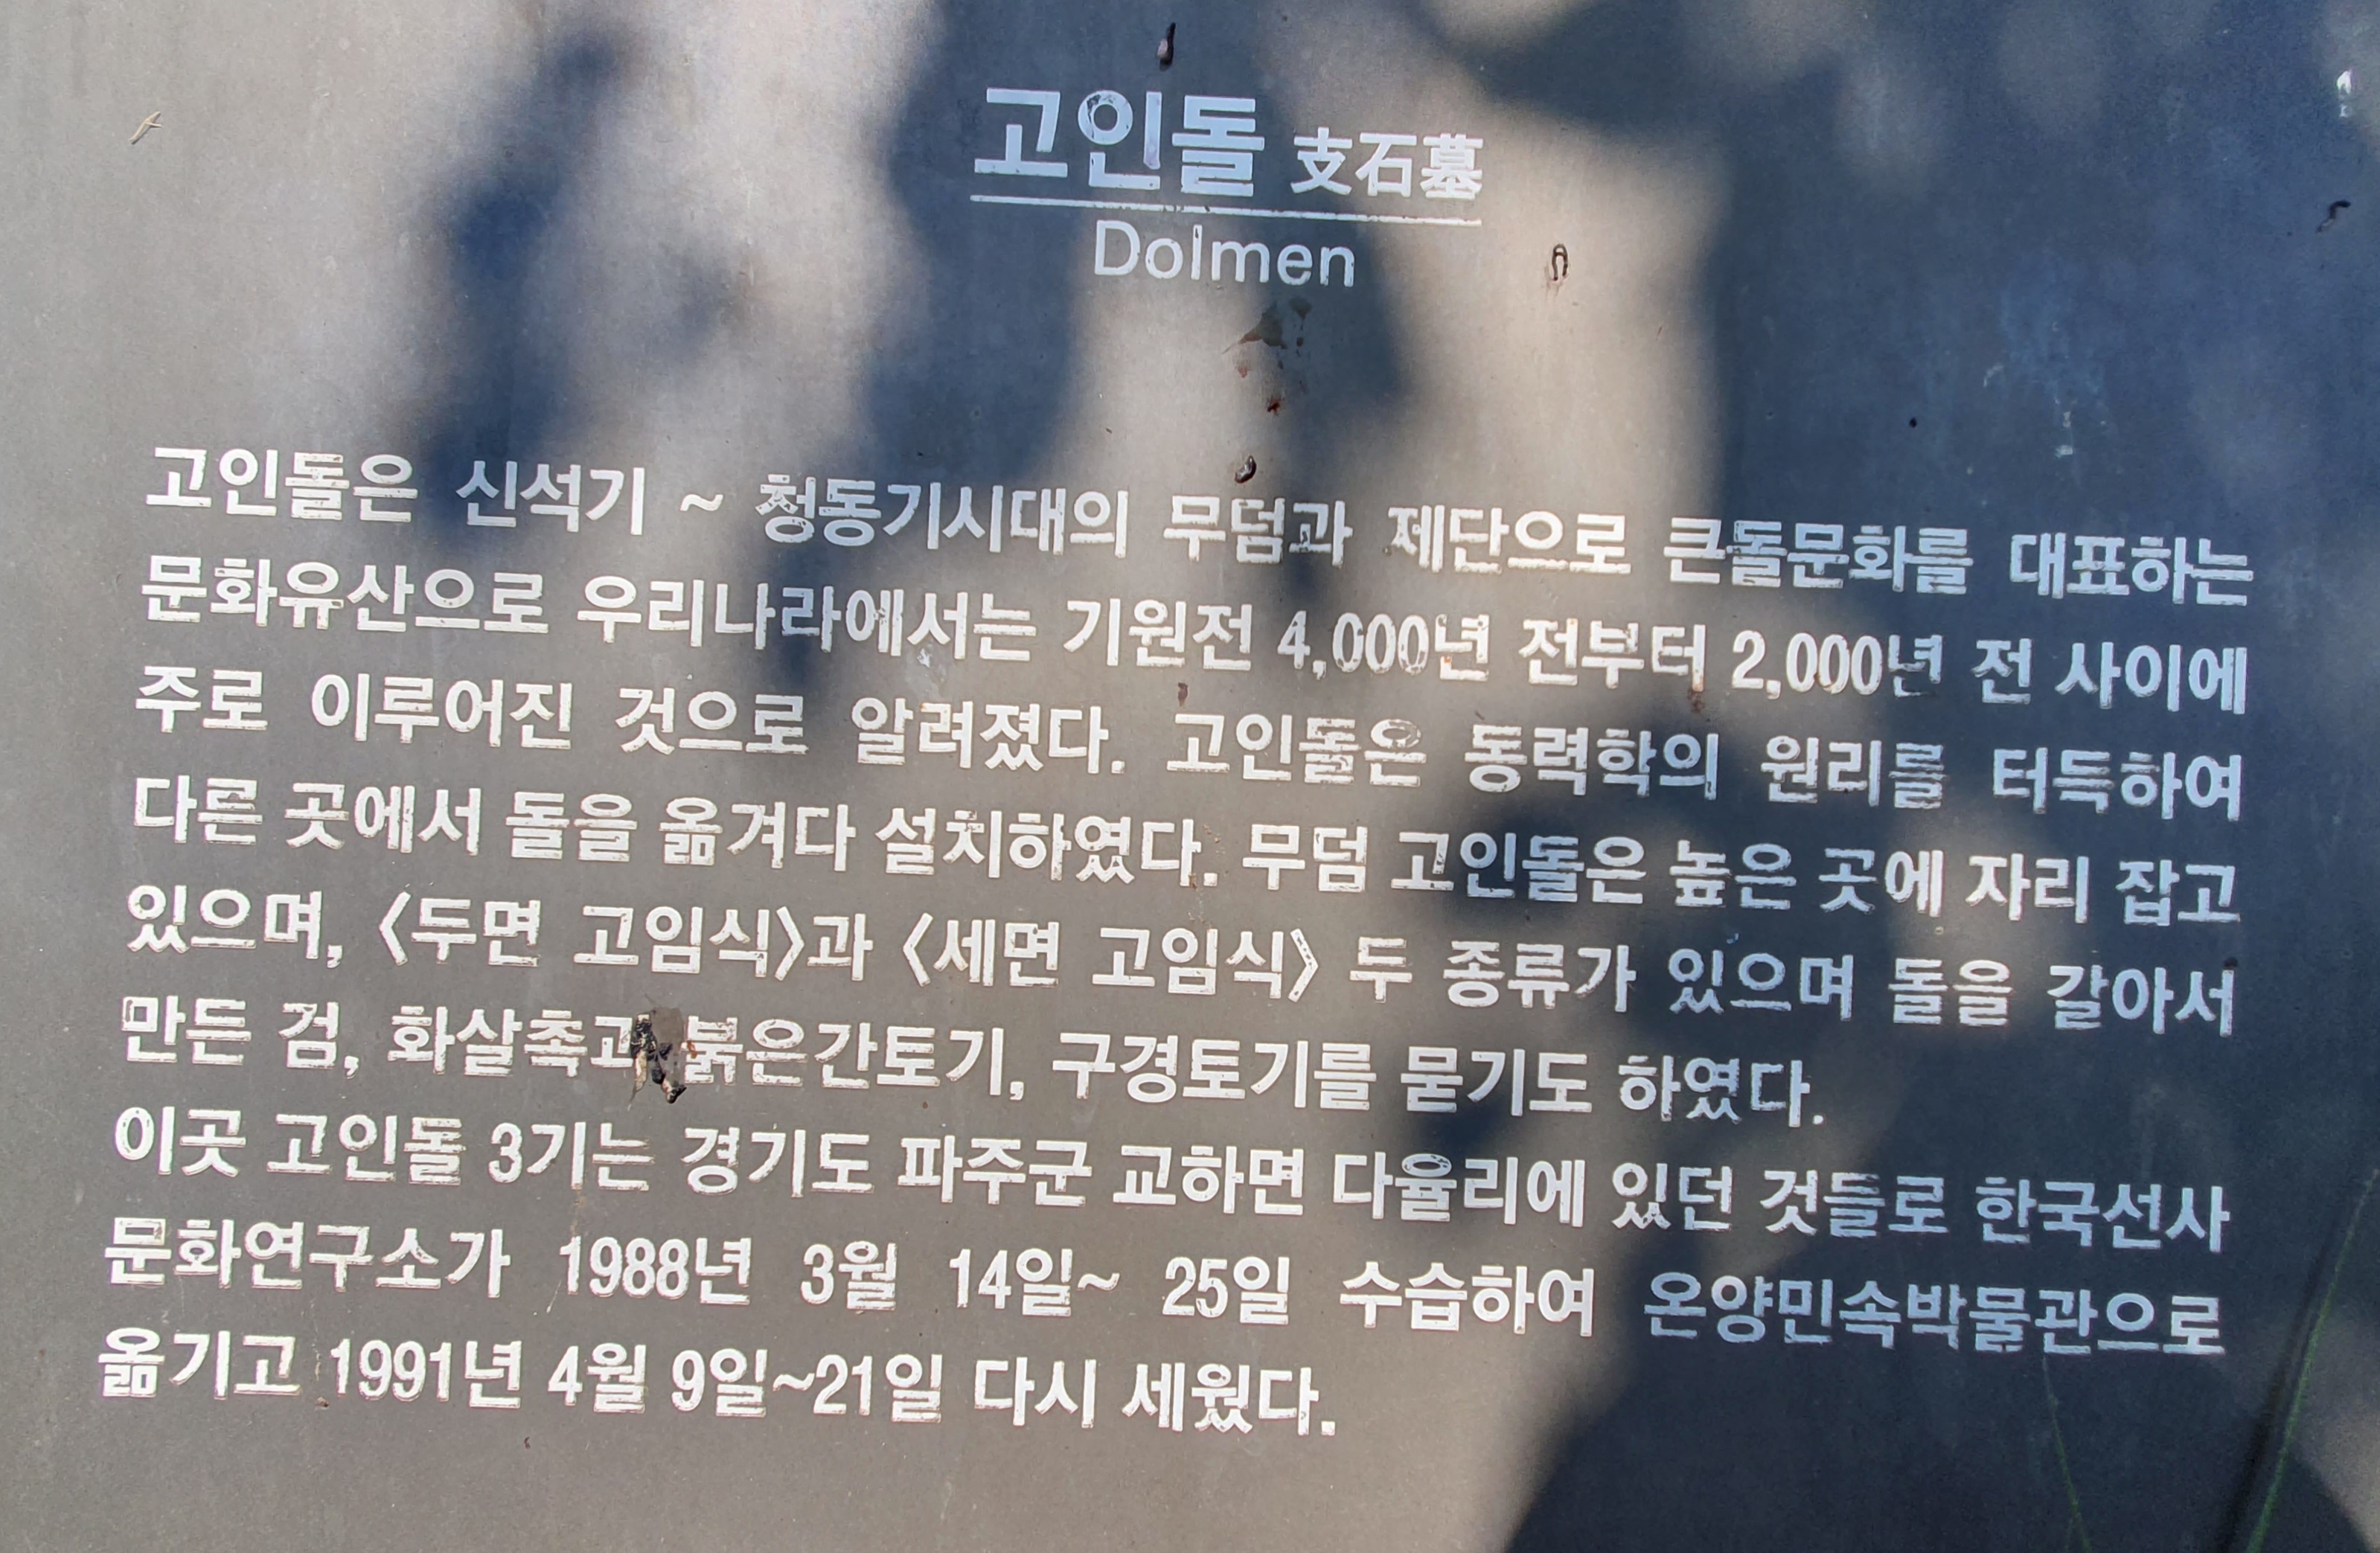 고인돌 支石墓
Dolmen
고인돌은 신석기 ~ 청동기시대의 무덤과 제단으로 큰돌문화를 대표하는
문화유산으로 우리나라에서는 기원전 4,000년 전부터 2,000년 전 사이에
주로 이루어진 것으로 알려졌다. 고인돌은 동력학의 원리를 터득하여
다른 곳에서 돌을 옮겨다 설치하였다. 무덤 고인돌은 높은 곳에 자리 잡고
있으며, 〈두면 고임식〉과 〈세면 고임식〉 두 종류가 있으며 돌을 갈아서
만든 검, 화살촉과 붉은간토기, 구경토기를 묻기도 하였다.
이곳 고인돌 3기는 경기도 파주군 교하면 다율리에 있던 것들로 한국선사
문화연구소가 1988년 3월 14일~ 25일 수습하여 온양민속박물관으로
옮기고 1991년 4월 9일~21일 다시 세웠다.